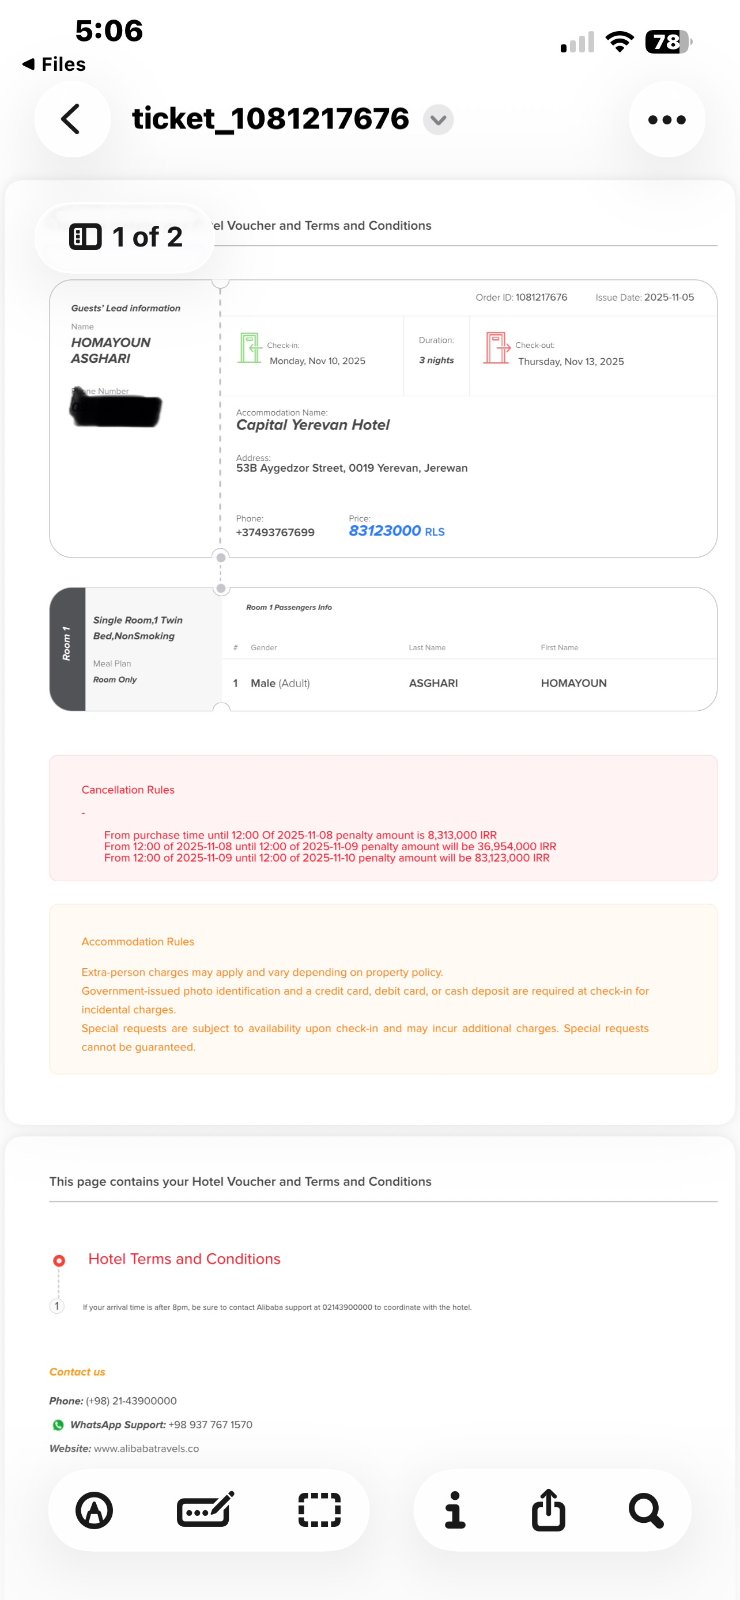 5:06
78
◀ Files
ticket_1081217676
1 of 2
el Voucher and Terms and Conditions
Order ID: 1081217676 Issue Date: 2025-11-05
Guests' Lead information
Name
HOMAYOUN
ASGHARI
Phone Number
Check-in:
Monday, Nov 10, 2025
Duration:
3 nights
Check-out:
Thursday, Nov 13, 2025
Accommodation Name:
Capital Yerevan Hotel
Address:
53B Aygedzor Street, 0019 Yerevan, Jerewan
Phone:
+37493767699
Price:
83123000 RLS
Room 1
Single Room,1 Twin
Bed,NonSmoking
Meal Plan
Room Only
Room 1 Passengers Info
# Gender Last Name First Name
1 Male (Adult) ASGHARI HOMAYOUN
Cancellation Rules
-
From purchase time until 12:00 Of 2025-11-08 penalty amount is 8,313,000 IRR
From 12:00 of 2025-11-08 until 12:00 of 2025-11-09 penalty amount will be 36,954,000 IRR
From 12:00 of 2025-11-09 until 12:00 of 2025-11-10 penalty amount will be 83,123,000 IRR
Accommodation Rules
Extra-person charges may apply and vary depending on property policy.
Government-issued photo identification and a credit card, debit card, or cash deposit are required at check-in for
incidental charges.
Special requests are subject to availability upon check-in and may incur additional charges. Special requests
cannot be guaranteed.
This page contains your Hotel Voucher and Terms and Conditions
Hotel Terms and Conditions
1 If your arrival time is after 8pm, be sure to contact Alibaba support at 02143900000 to coordinate with the hotel.
Contact us
Phone: (+98) 21-43900000
WhatsApp Support: +98 937 767 1570
Website: www.alibabatravels.co